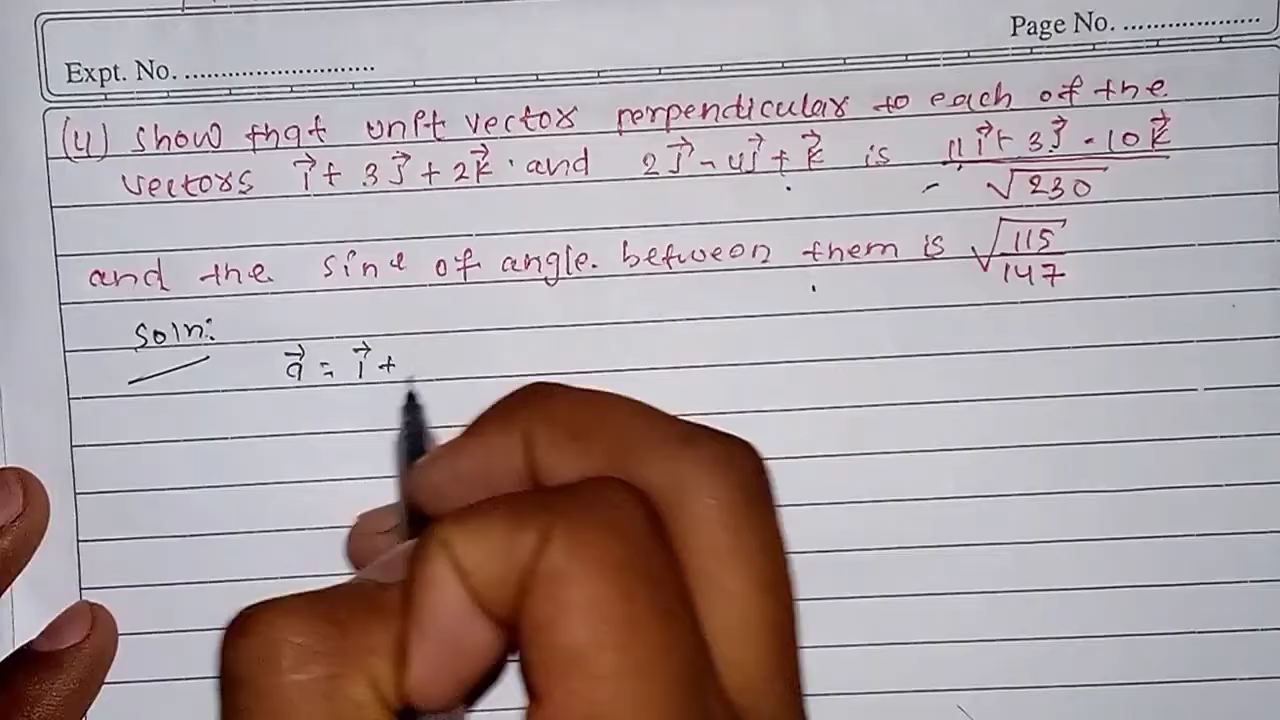 Page No. ....................
Expt. No. ..........................
(4) show that unit vector perpendicular to each of the
vectors i⃗ + 3j⃗ + 2k⃗ . and 2j⃗ - 4j⃗ + k⃗ is 11i⃗ + 3j⃗ - 10k⃗
√230
and the sine of angle. between them is √115
147
Soln:
a⃗ = i⃗ +